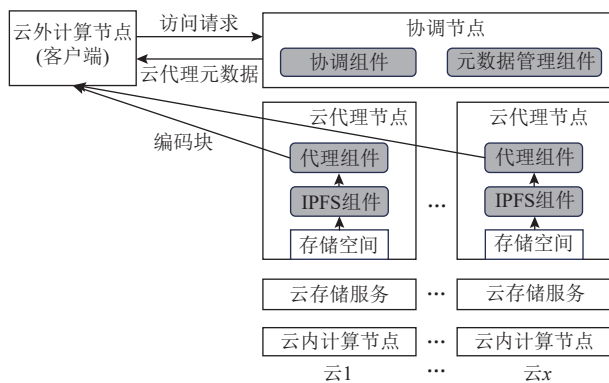 云外计算节点
(客户端)
访问请求
云代理元数据
协调节点
协调组件
元数据管理组件
编码块
云代理节点
代理组件
IPFS组件
存储空间
...
云代理节点
代理组件
IPFS组件
存储空间
云存储服务
...
云存储服务
云内计算节点
...
云内计算节点
云1
...
云x